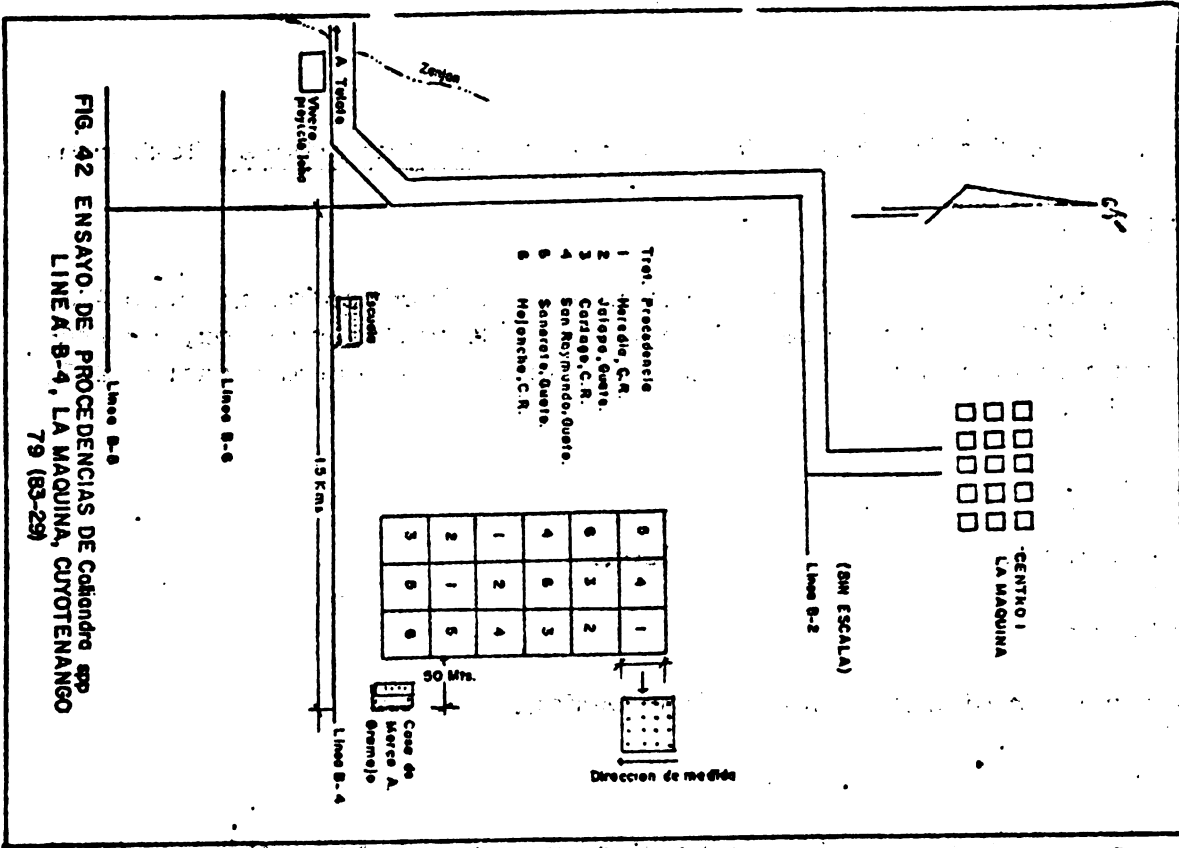 CENTRO I
LA MAQUINA
(SIN ESCALA)
Linea B-2
Trat. Procedencia
1 Heredia, C.R.
2 Jalapa, Guate.
3 Cartago, C.R.
4 San Raymundo, Guate.
5 Sanarate, Guate.
6 Mojancha, C.R.
5 4 1
6 3 2
4 6 3
1 2 4
2 1 5
3 5 6
Direccion de medida
50 Mts.
Zanjon
A Tulate
Vivero
proyecto leña
Escuela
1.5 Kms
Casa de
Marco A.
Gramajo
Linea B-4
Linea B-6
Linea B-8
FIG. 42 ENSAYO DE PROCEDENCIAS DE Calliandra spp
LINEA B-4, LA MAQUINA, CUYOTENANGO
79 (83-29)